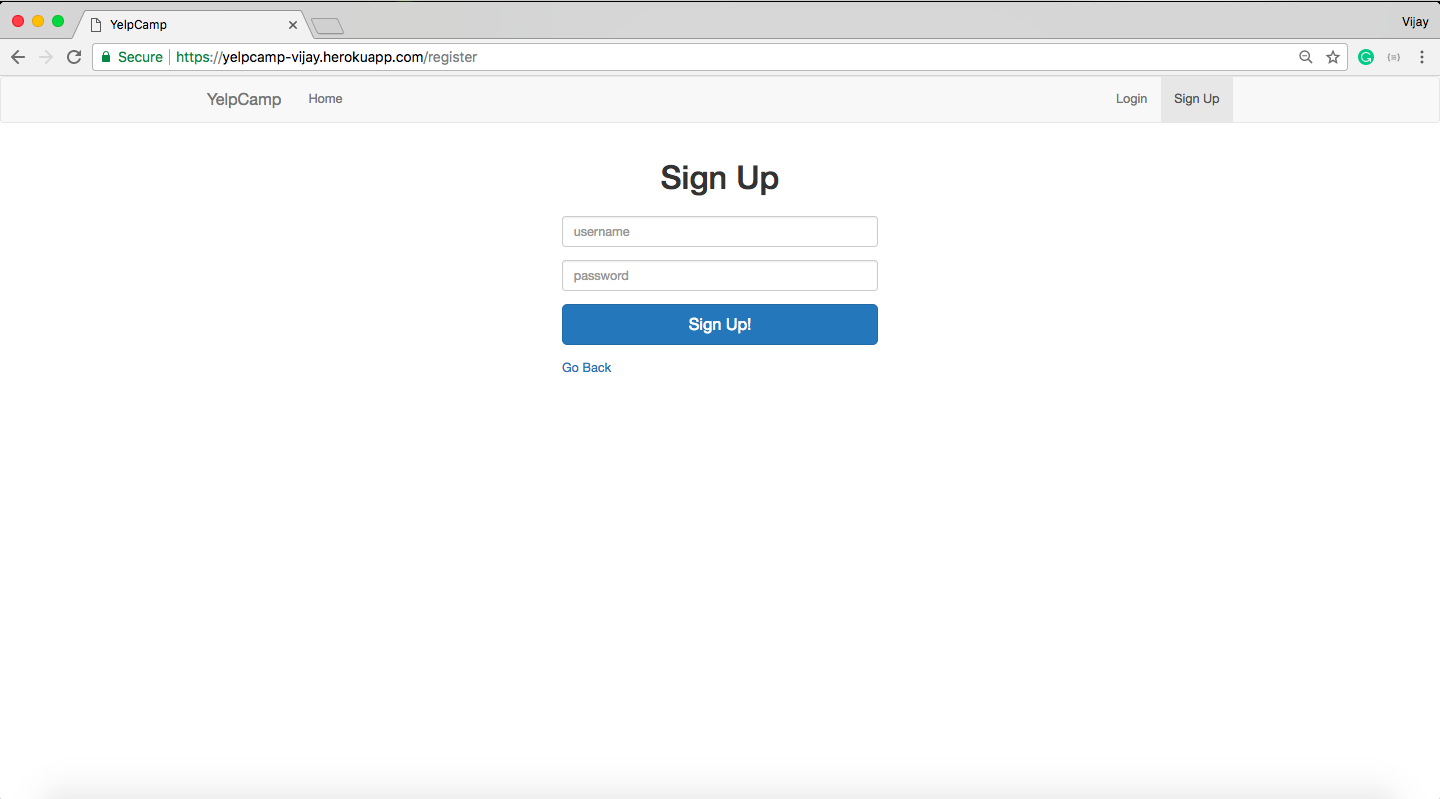 YelpCamp
Vijay
Secure https://yelpcamp-vijay.herokuapp.com/register
YelpCamp Home Login Sign Up
Sign Up
username
password
Sign Up!
Go Back